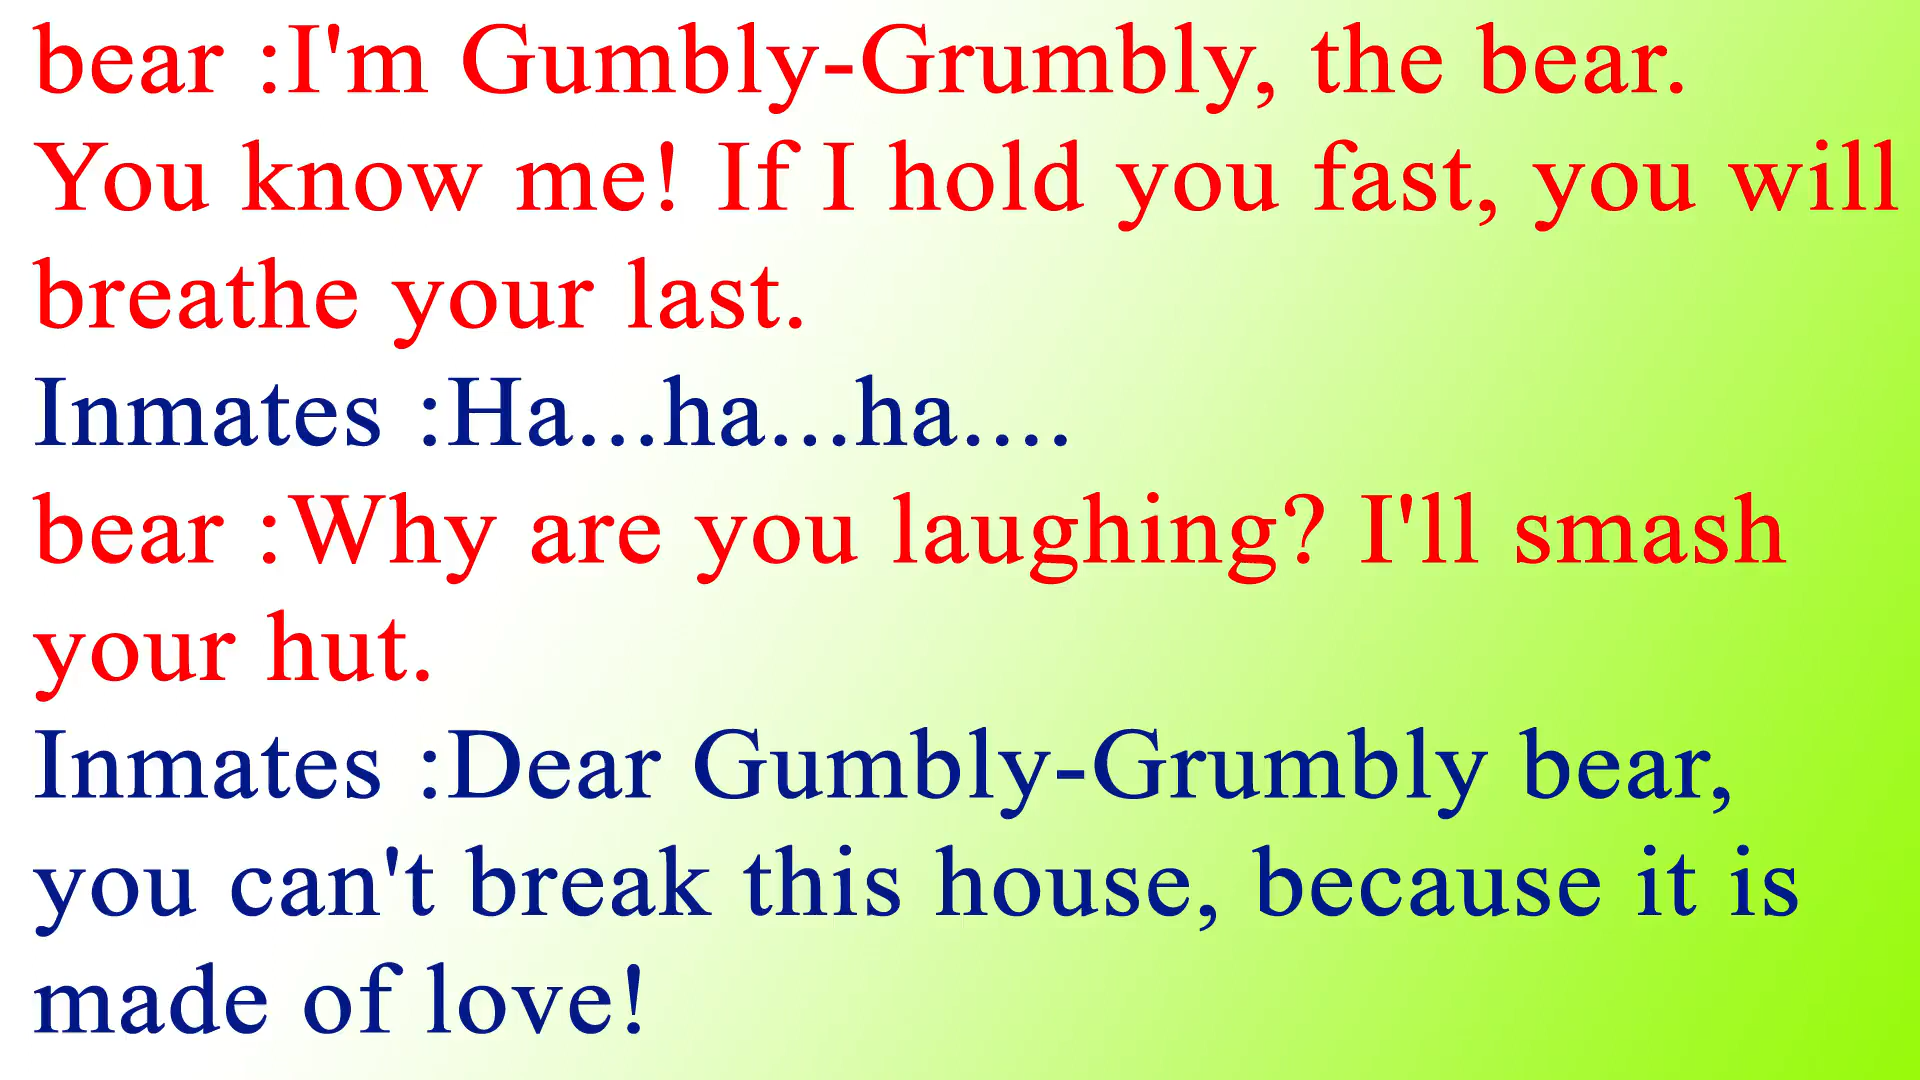 bear :I'm Gumbly-Grumbly, the bear.
You know me! If I hold you fast, you will
breathe your last.
Inmates :Ha...ha...ha....
bear :Why are you laughing? I'll smash
your hut.
Inmates :Dear Gumbly-Grumbly bear,
you can't break this house, because it is
made of love!